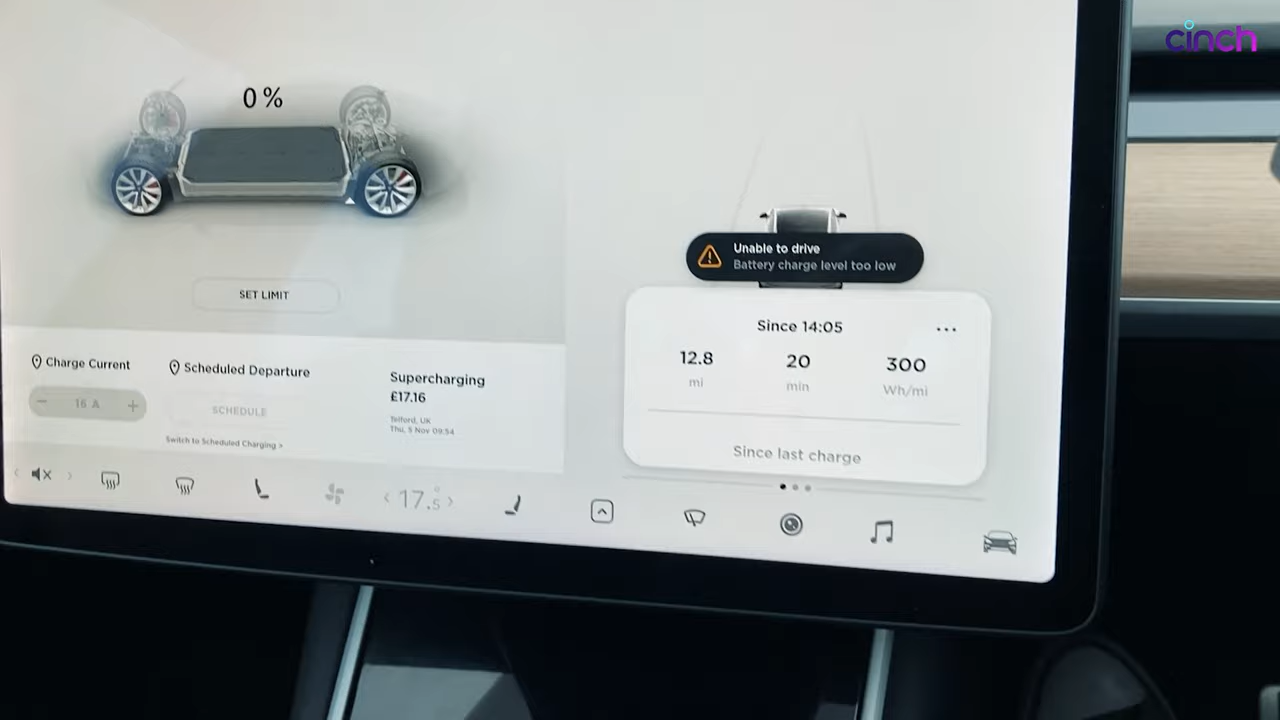 cinch
0 %
SET LIMIT
Charge Current
16 A
Scheduled Departure
SCHEDULE
Switch to Scheduled Charging >
Supercharging
£17.16
Telford, UK
Thu, 5 Nov 09:54
Unable to drive
Battery charge level too low
Since 14:05
12.8
mi
20
min
300
Wh/mi
Since last charge
17.5°